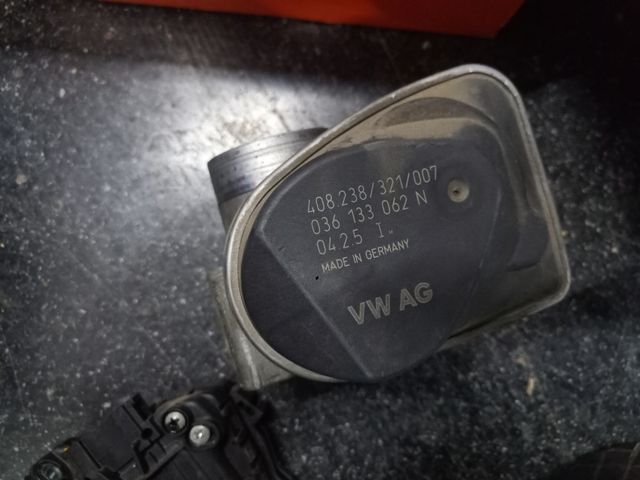 408.238/321/007
036 133 062 N
04.2.5 I
MADE IN GERMANY
VW AG